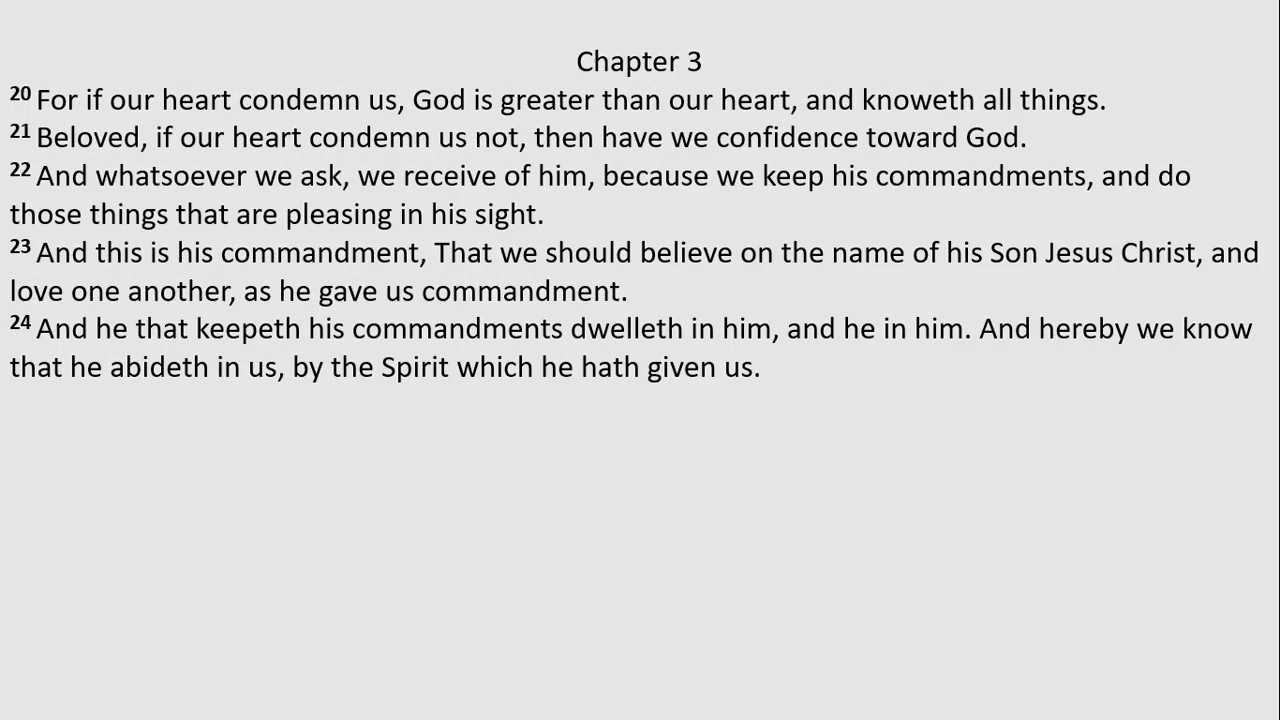 Chapter 3
20 For if our heart condemn us, God is greater than our heart, and knoweth all things.
21 Beloved, if our heart condemn us not, then have we confidence toward God.
22 And whatsoever we ask, we receive of him, because we keep his commandments, and do
those things that are pleasing in his sight.
23 And this is his commandment, That we should believe on the name of his Son Jesus Christ, and
love one another, as he gave us commandment.
24 And he that keepeth his commandments dwelleth in him, and he in him. And hereby we know
that he abideth in us, by the Spirit which he hath given us.